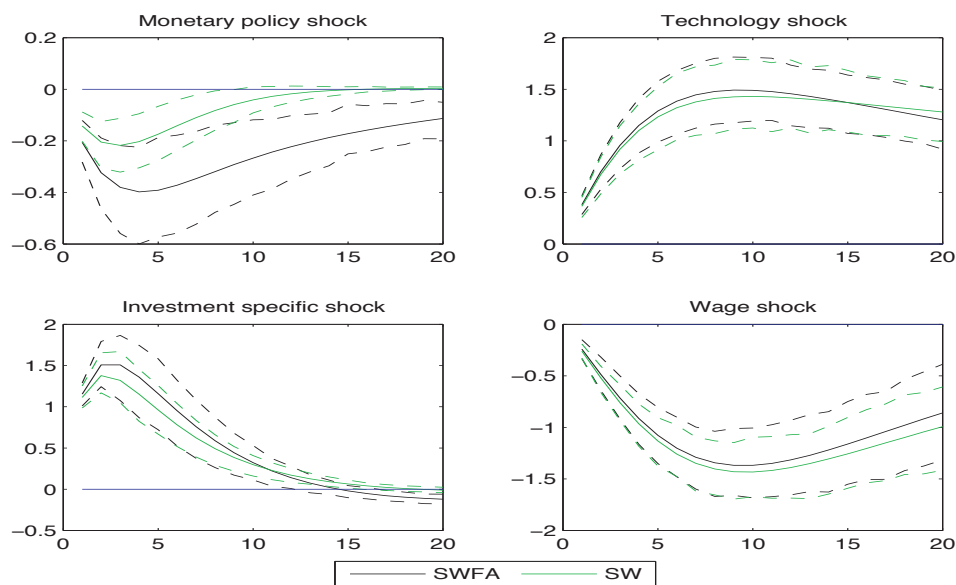 Monetary policy shock
Technology shock
0.2
0
−0.2
−0.4
−0.6
0 5 10 15 20
2
1.5
1
0.5
0
0 5 10 15 20
Investment specific shock
Wage shock
2
1.5
1
0.5
0
−0.5
0 5 10 15 20
0
−0.5
−1
−1.5
−2
0 5 10 15 20
SWFA SW